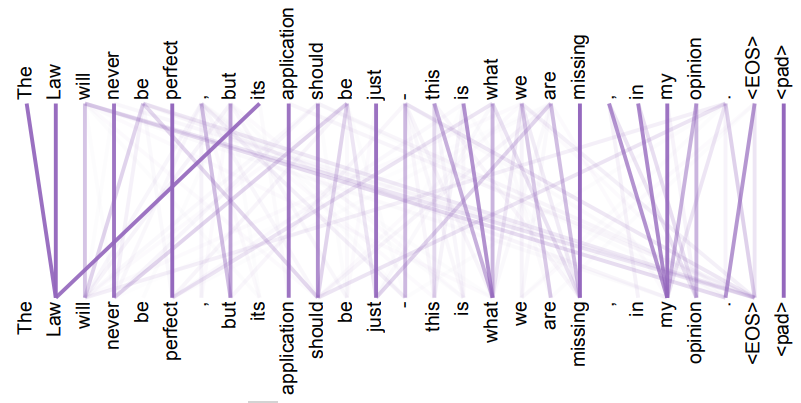 The Law will never be perfect , but its application should be just - this is what we are missing , in my opinion . <EOS> <pad>
The Law will never be perfect , but its application should be just - this is what we are missing , in my opinion . <EOS> <pad>